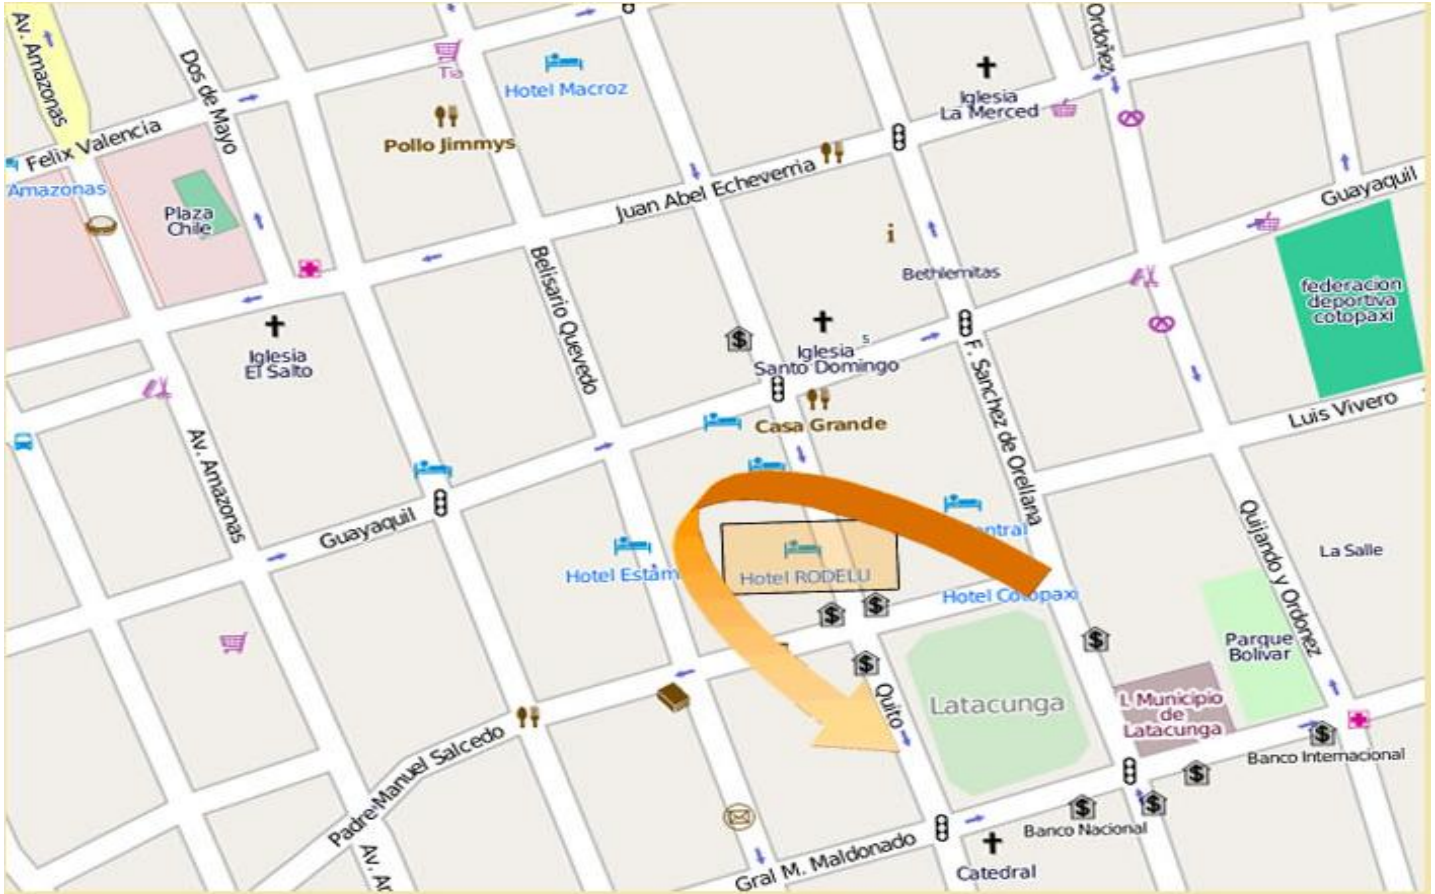 Av. Amazonas
Dos de Mayo
Ordoñez
Tia
Hotel Macroz
Iglesia
La Merced
Felix Valencia
Pollo Jimmys
Amazonas
Juan Abel Echeverria
Guayaquil
Plaza
Chile
i
Bethlemitas
Belisario Quevedo
federacion
deportiva
cotopaxi
Iglesia
El Salto
Iglesia
Santo Domingo
s
F. Sanchez de Orellana
Luis Vivero
Casa Grande
Av. Amazonas
Guayaquil
Quijando y Ordonez
La Salle
Hotel RODELU
Hotel Cotopaxi
Parque
Bolivar
Quito
Latacunga
I. Municipio
de
Latacunga
Padre Manuel Salcedo
Banco Internacional
Banco Nacional
Gral M. Maldonado
Catedral